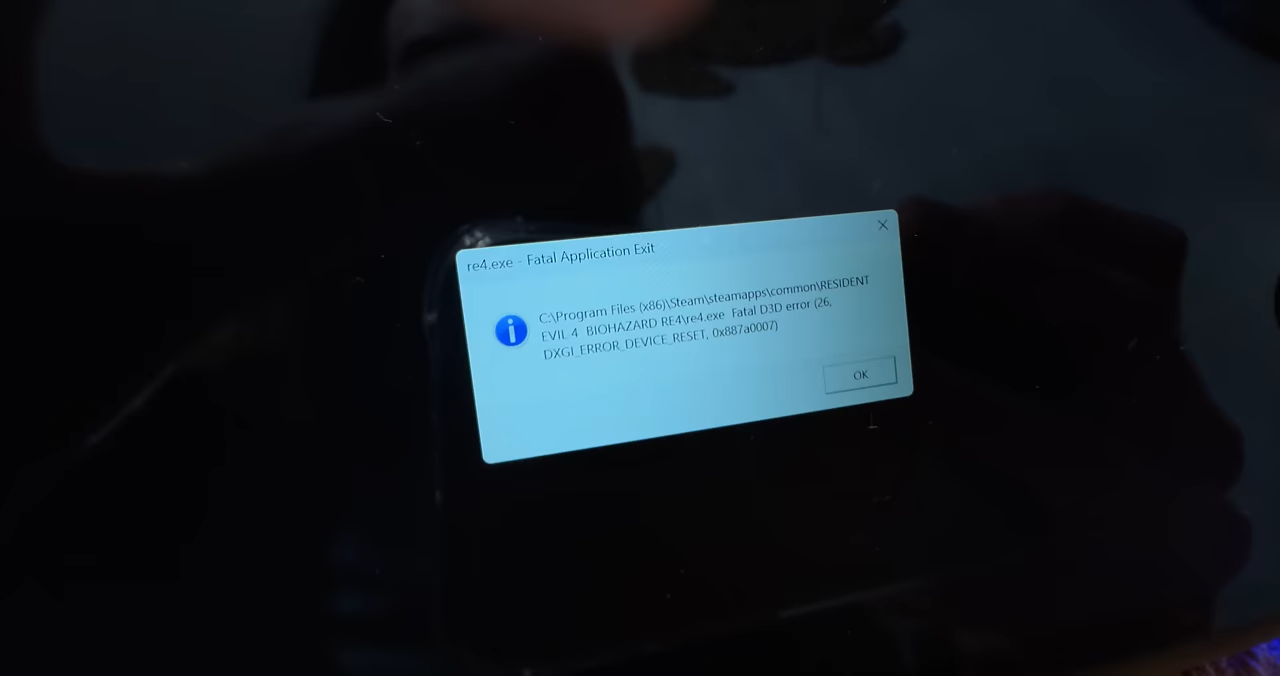 re4.exe - Fatal Application Exit
C:\Program Files (x86)\Steam\steamapps\common\RESIDENT
EVIL 4  BIOHAZARD RE4\re4.exe  Fatal D3D error (26,
DXGI_ERROR_DEVICE_RESET, 0x887a0007)
OK